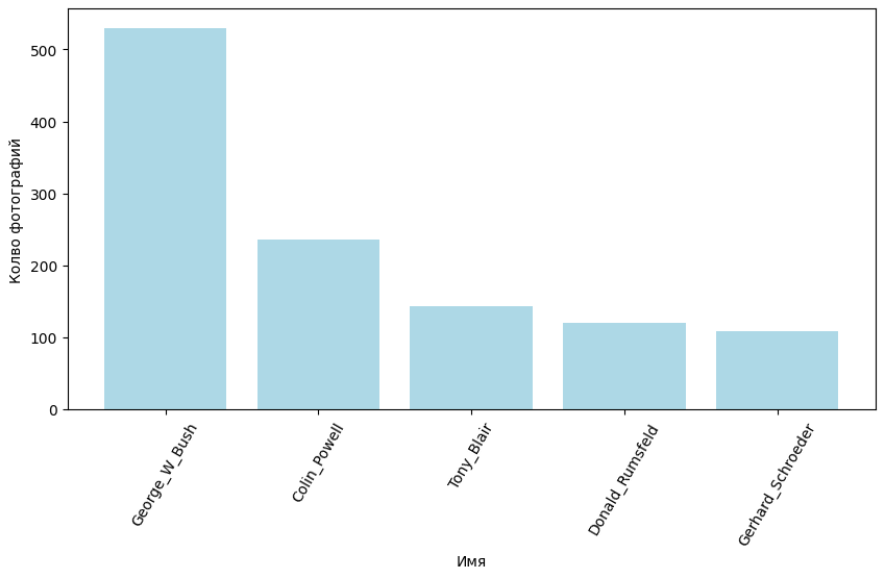 Колво фотографий
500
400
300
200
100
0
George_W_Bush
Colin_Powell
Tony_Blair
Donald_Rumsfeld
Gerhard_Schroeder
Имя